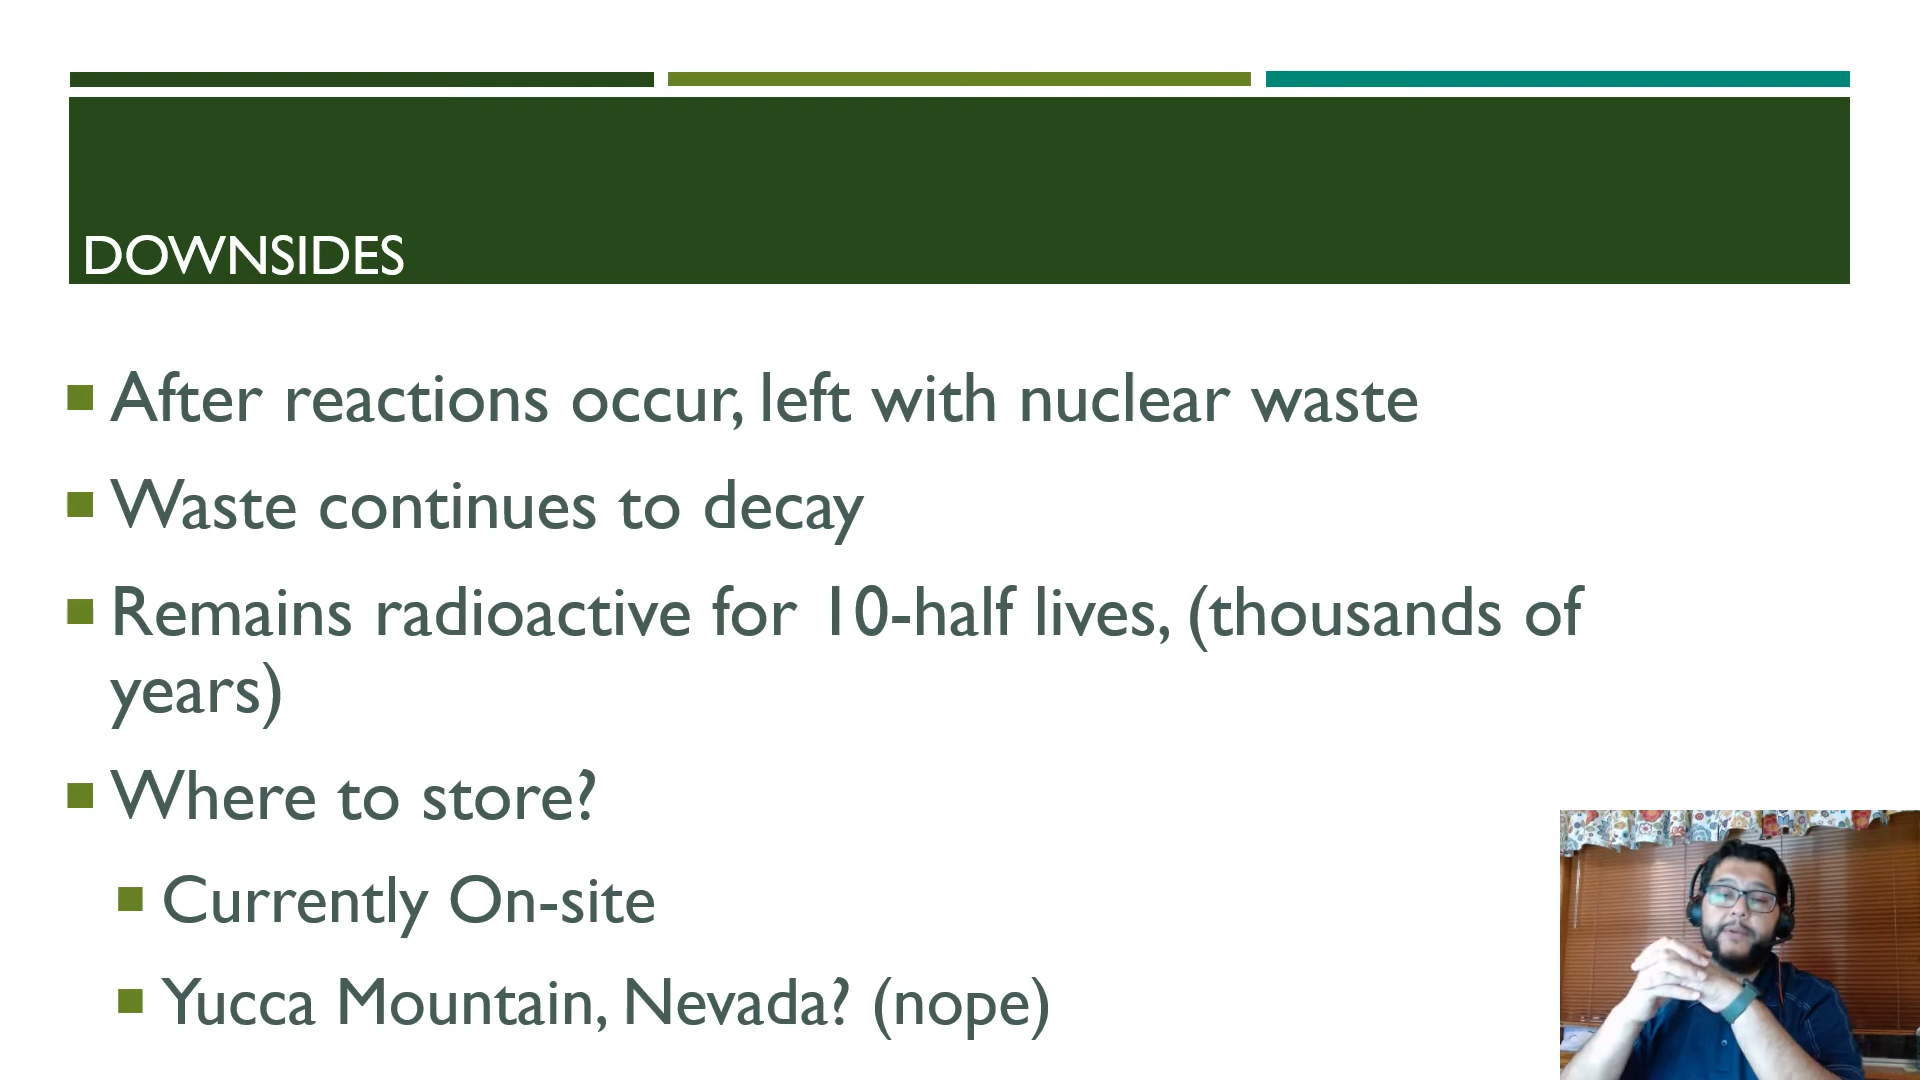 DOWNSIDES
After reactions occur, left with nuclear waste
Waste continues to decay
Remains radioactive for 10-half lives, (thousands of
years)
Where to store?
Currently On-site
Yucca Mountain, Nevada? (nope)